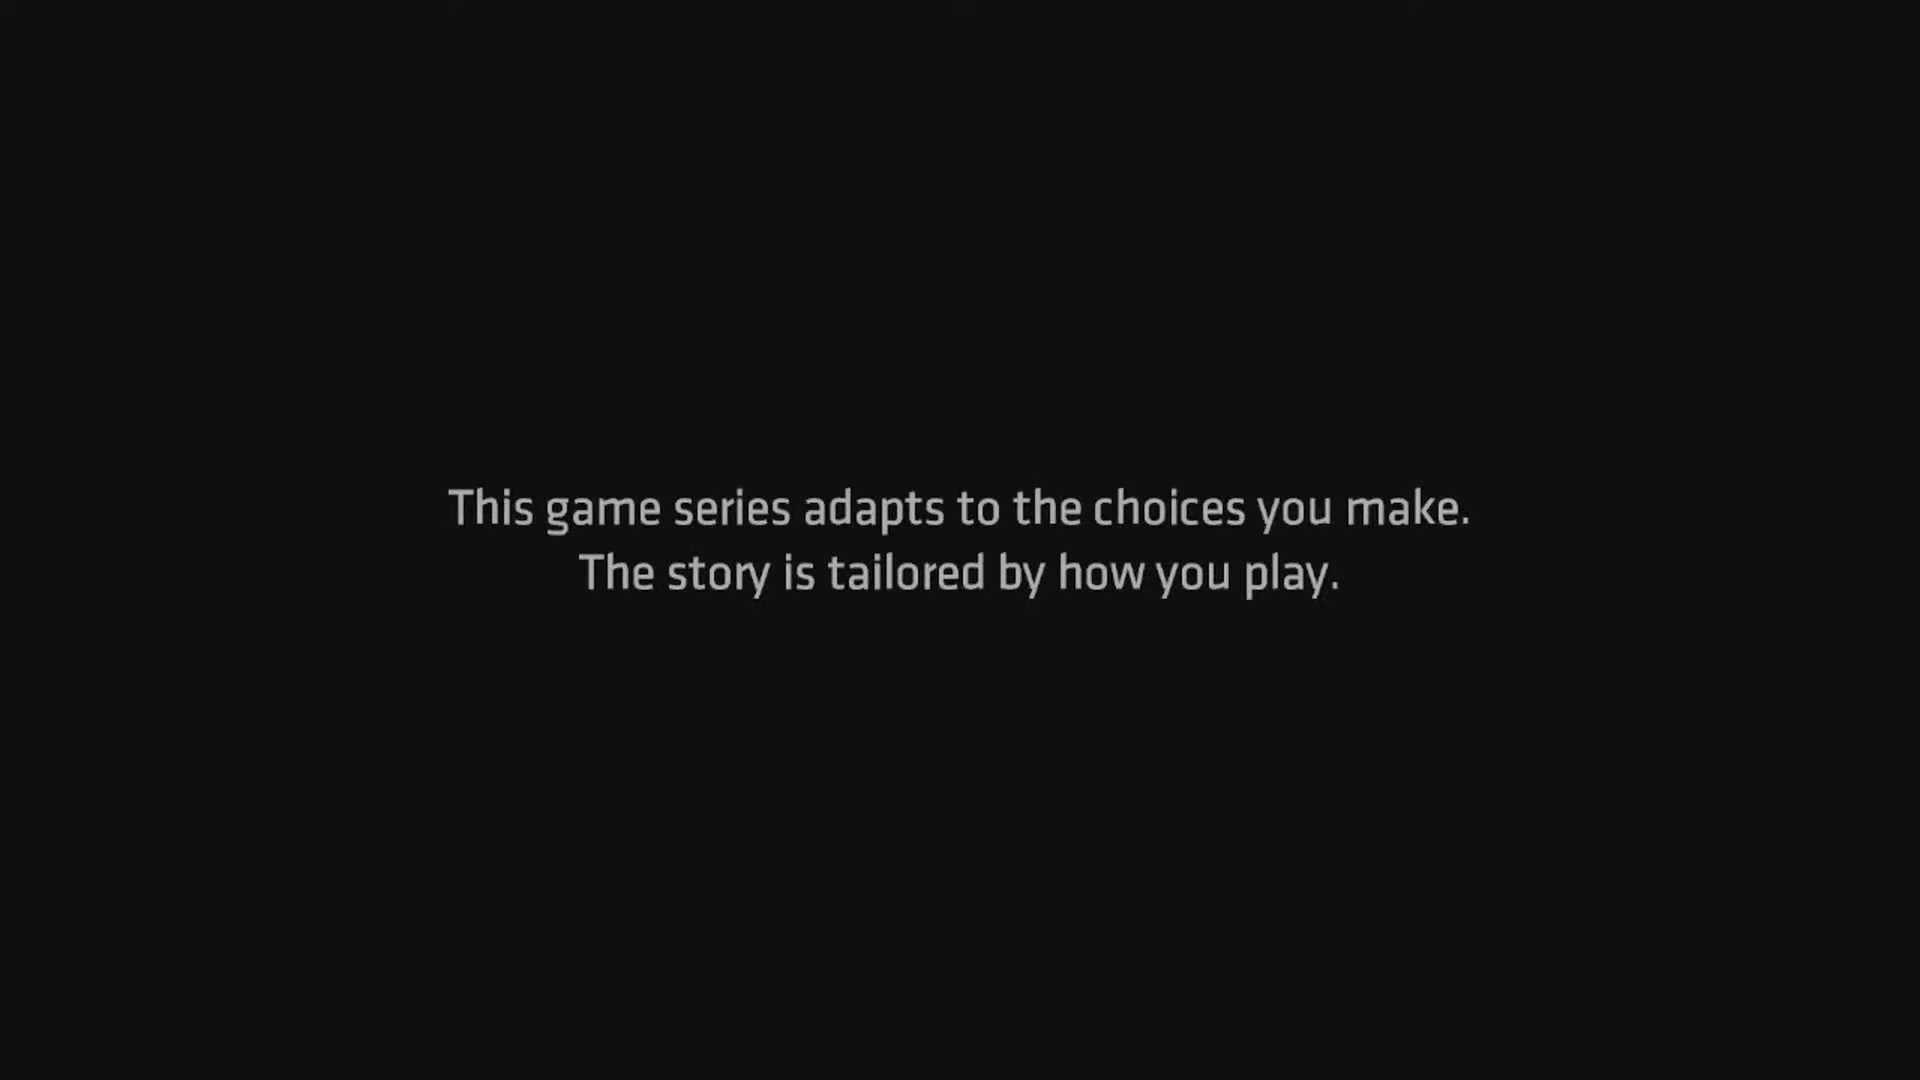 This game series adapts to the choices you make.
The story is tailored by how you play.